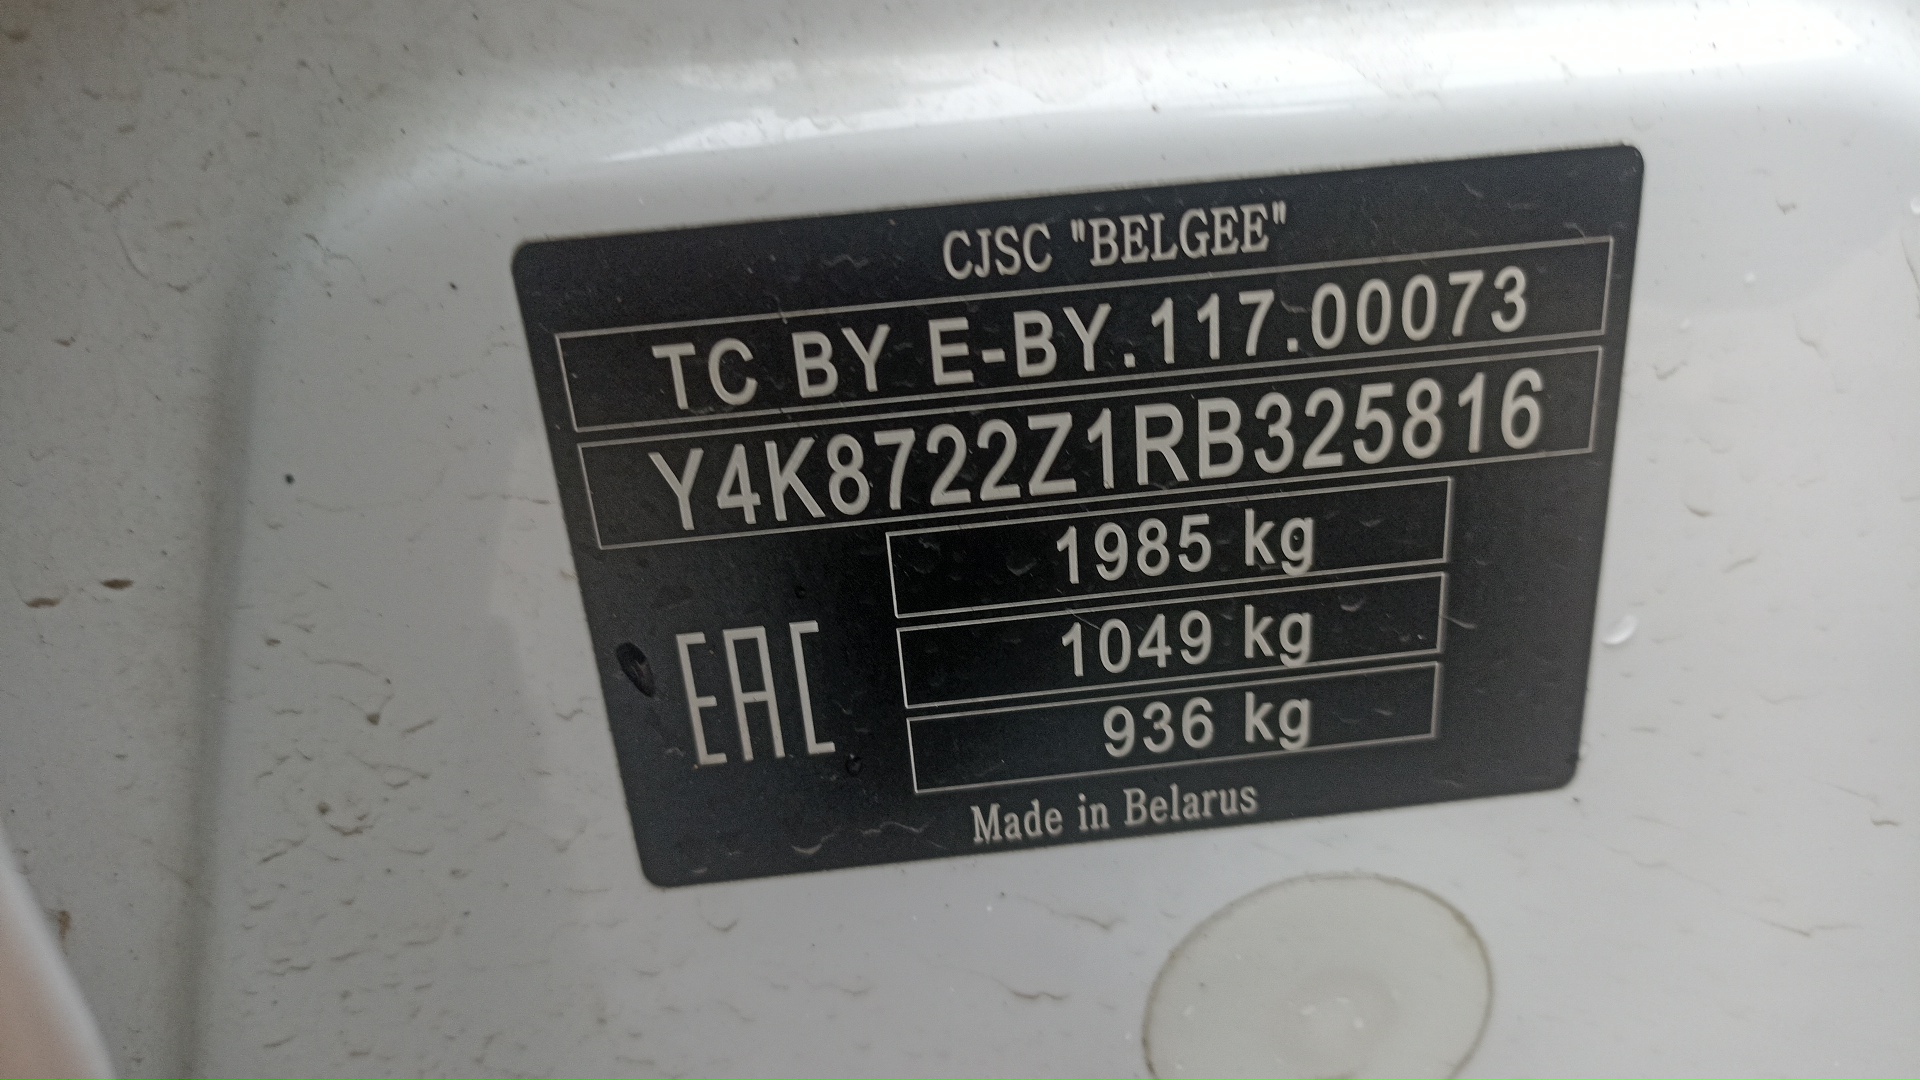 CJSC "BELGEE"
TC BY E-BY.117.00073
Y4K8722Z1RB325816
1985 kg
1049 kg
EAC
936 kg
Made in Belarus